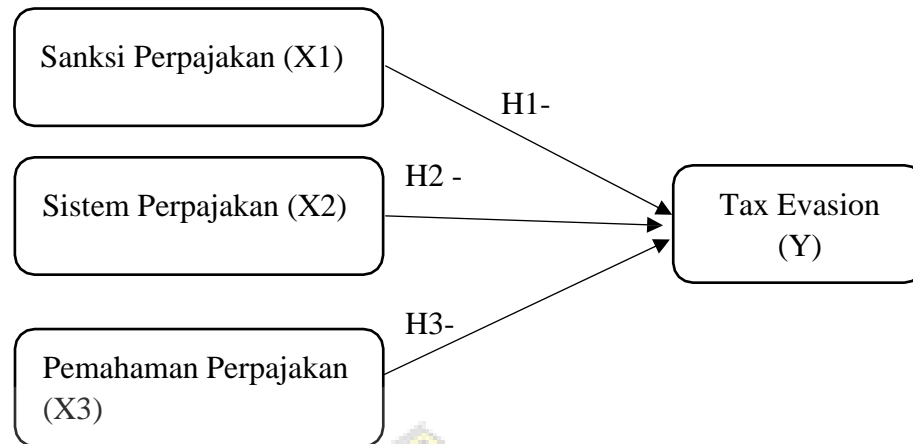 Sanksi Perpajakan (X1)
H1-
Sistem Perpajakan (X2)
H2 -
Tax Evasion
(Y)
H3-
Pemahaman Perpajakan
(X3)